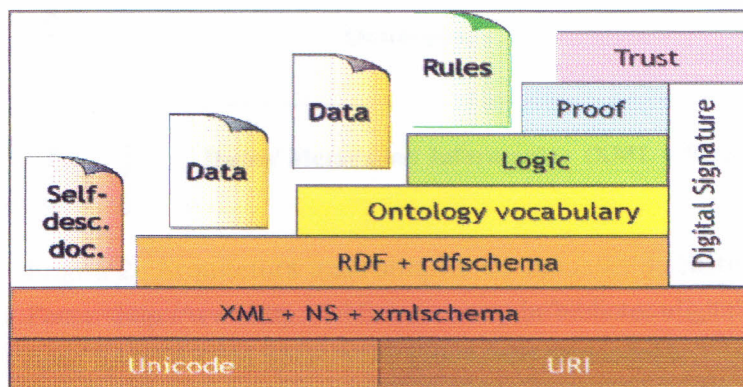 Rules
Trust
Data
Proof
Data
Logic
Self-
desc.
doc.
Ontology vocabulary
Digital Signature
RDF + rdfschema
XML + NS + xmlschema
Unicode
URI